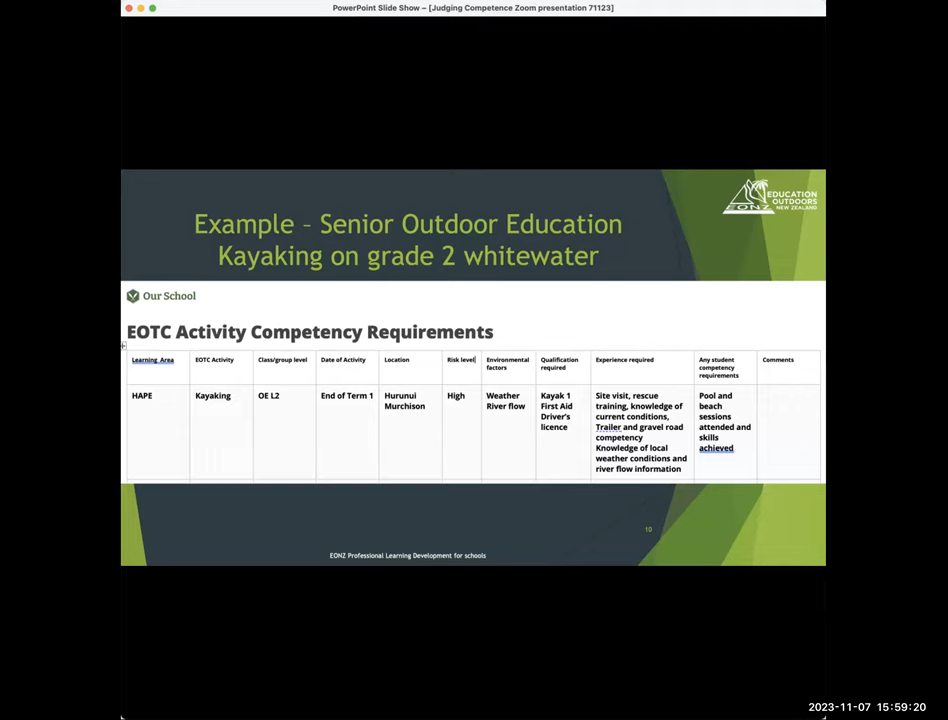 PowerPoint Slide Show – [Judging Competence Zoom presentation 71123]
EDUCATION
OUTDOORS
NEW ZEALAND
EONZ
Example – Senior Outdoor Education
Kayaking on grade 2 whitewater
Our School
EOTC Activity Competency Requirements
Learning Area
EOTC Activity
Class/group level
Date of Activity
Location
Risk level
Environmental
factors
Qualification
required
Experience required
Any student
competency
requirements
Comments
HAPE
Kayaking
OE L2
End of Term 1
Hurunui
Murchison
High
Weather
River flow
Kayak 1
First Aid
Driver's
licence
Site visit, rescue
training, knowledge of
current conditions,
Trailer and gravel road
competency
Knowledge of local
weather conditions and
river flow information
Pool and
beach
sessions
attended and
skills
achieved
10
EONZ Professional Learning Development for schools
2023-11-07 15:59:20